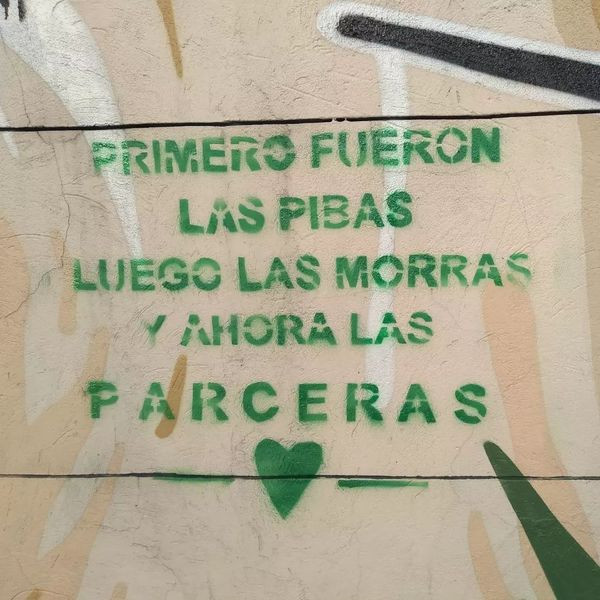 PRIMERO FUERON
LAS PIBAS
LUEGO LAS MORRAS
Y AHORA LAS
PARCERAS